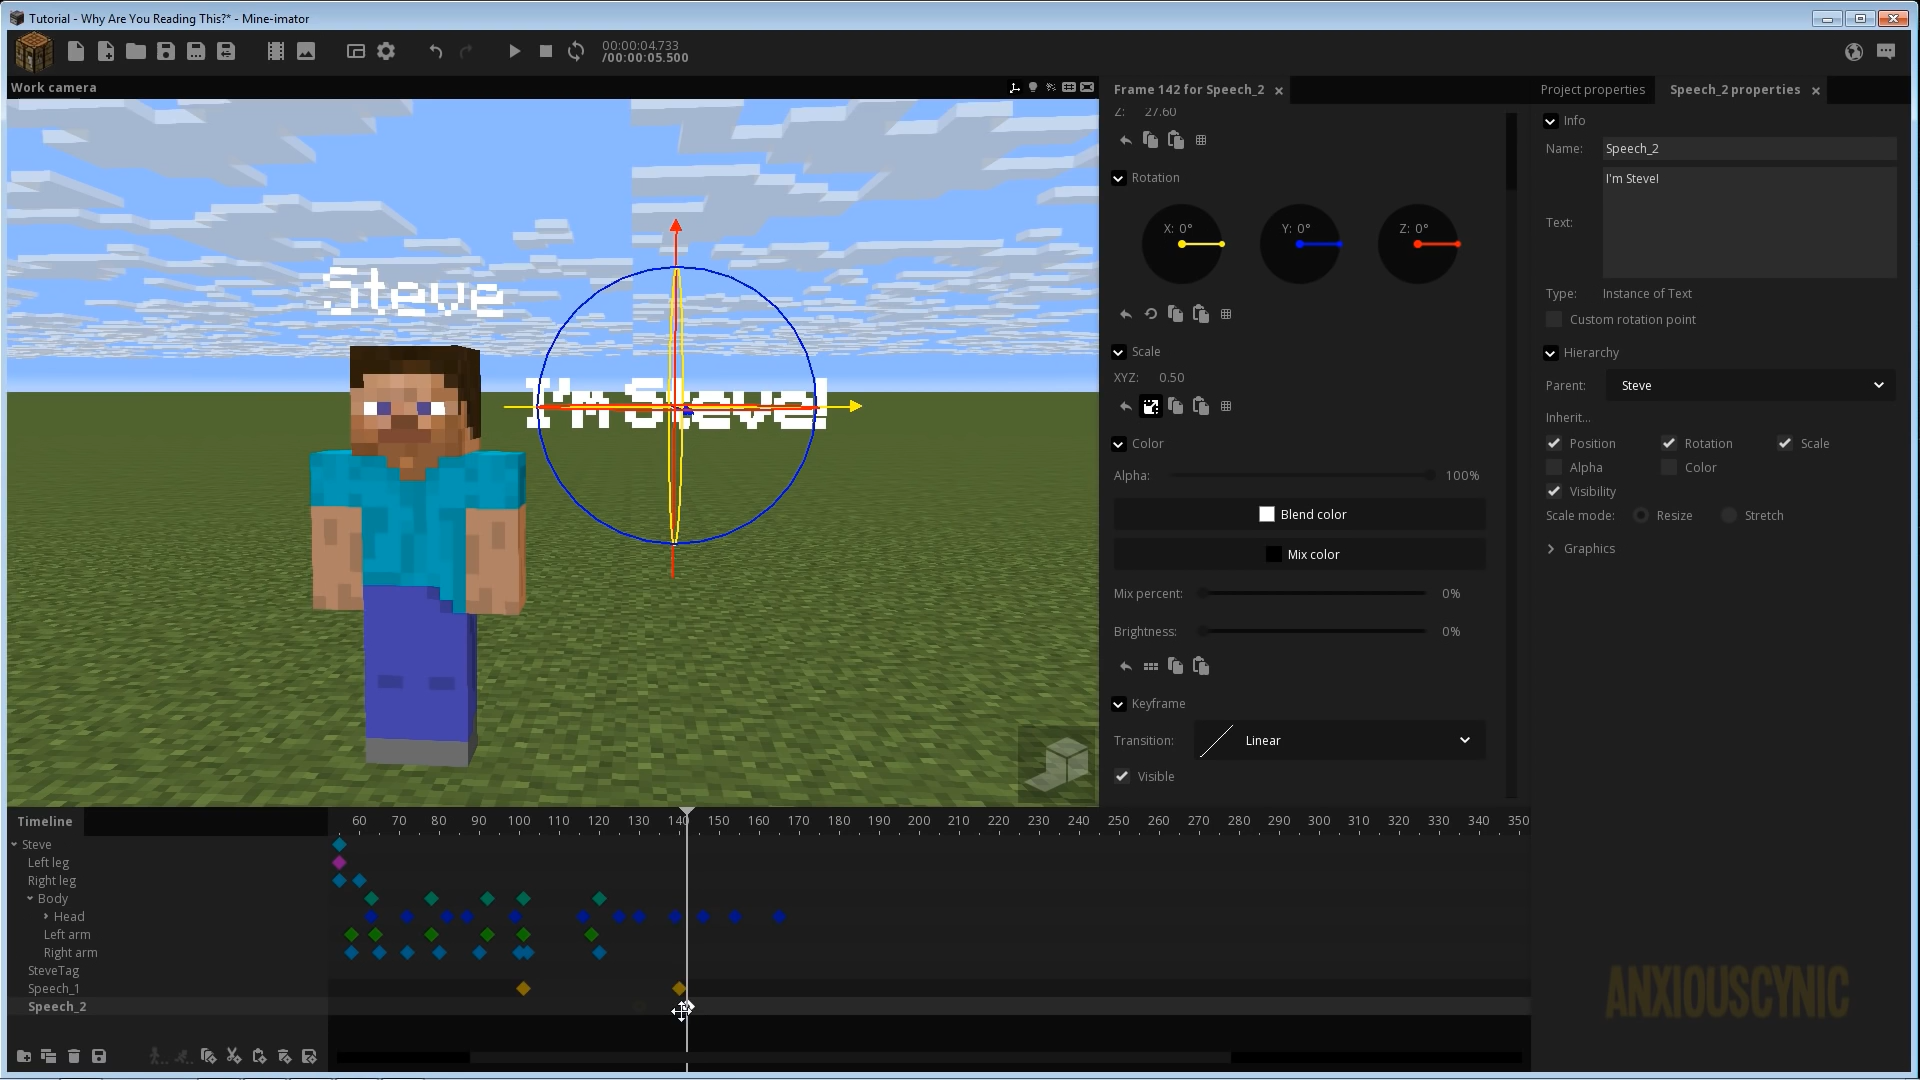 Tutorial - Why Are You Reading This?* - Mine-imator
00:00:04.733
/00:00:05.500
Work camera
Steve
I'm Steve!
Frame 142 for Speech_2
Z: 27.60
Rotation
X: 0° Y: 0° Z: 0°
Scale
XYZ: 0.50
Color
Alpha: 100%
Blend color
Mix color
Mix percent: 0%
Brightness: 0%
Keyframe
Transition: Linear
Visible
Project properties Speech_2 properties
Info
Name: Speech_2
Text: I'm Steve!
Type: Instance of Text
Custom rotation point
Hierarchy
Parent: Steve
Inherit...
Position Rotation Scale
Alpha Color
Visibility
Scale mode: Resize Stretch
Graphics
Timeline
60 70 80 90 100 110 120 130 140 150 160 170 180 190 200 210 220 230 240 250 260 270 280 290 300 310 320 330 340 350
Steve
Left leg
Right leg
Body
Head
Left arm
Right arm
SteveTag
Speech_1
Speech_2
ANXIOUSCYNIC